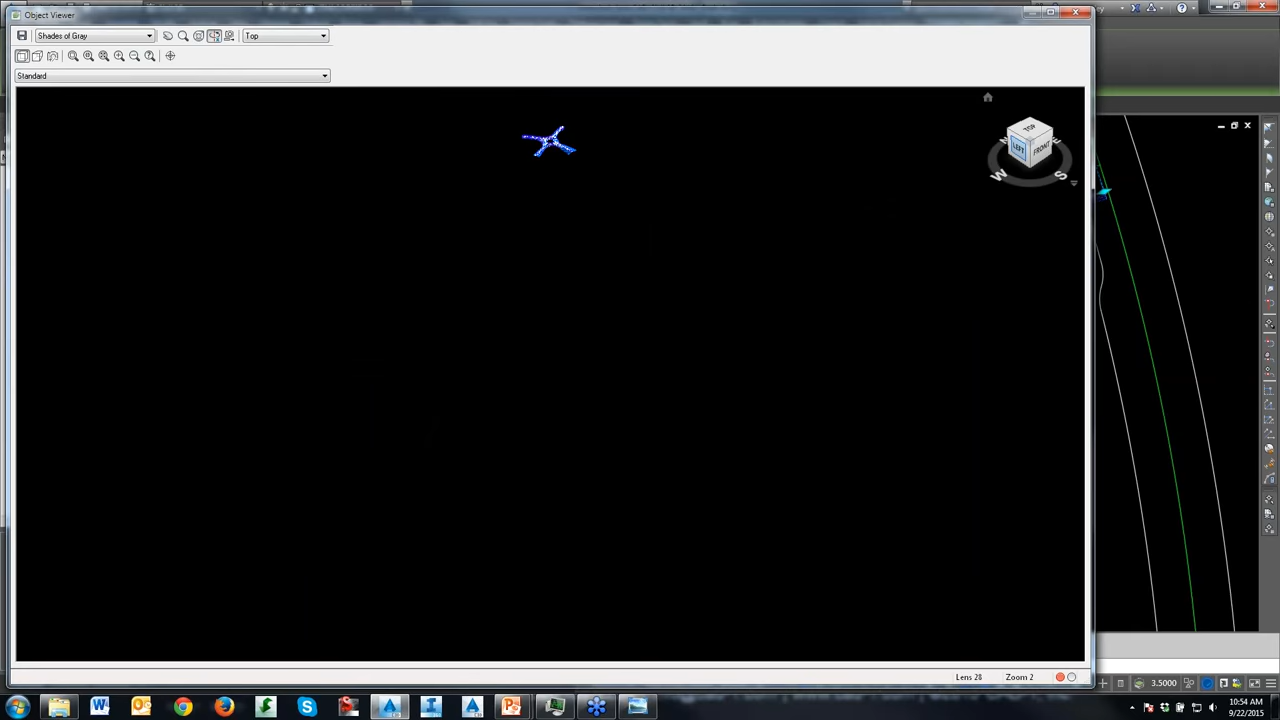 Object Viewer
Shades of Gray
Top
Standard
TOP
LEFT
FRONT
W
S
Lens 28
Zoom 2
3.5000
10:54 AM
9/22/2015